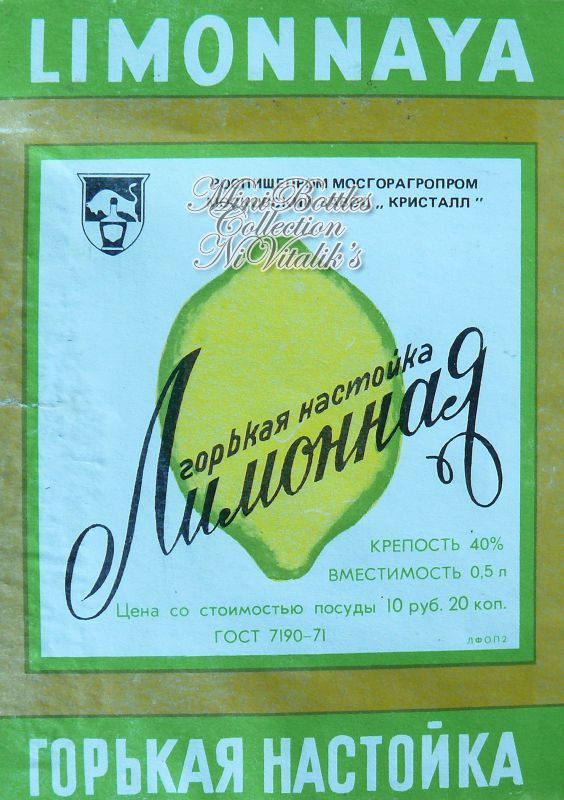 LIMONNAYA
РОСПИЩЕПРОМ МОСГОРАГРОПРОМ
„ КРИСТАЛЛ "
Mini Bottles
Collection
NiVitalik's
горькая настойка
Лимонная
КРЕПОСТЬ 40%
ВМЕСТИМОСТЬ 0,5 л
Цена со стоимостью посуды 10 руб. 20 коп.
ГОСТ 7190-71
ЛФОП2
ГОРЬКАЯ НАСТОЙКА